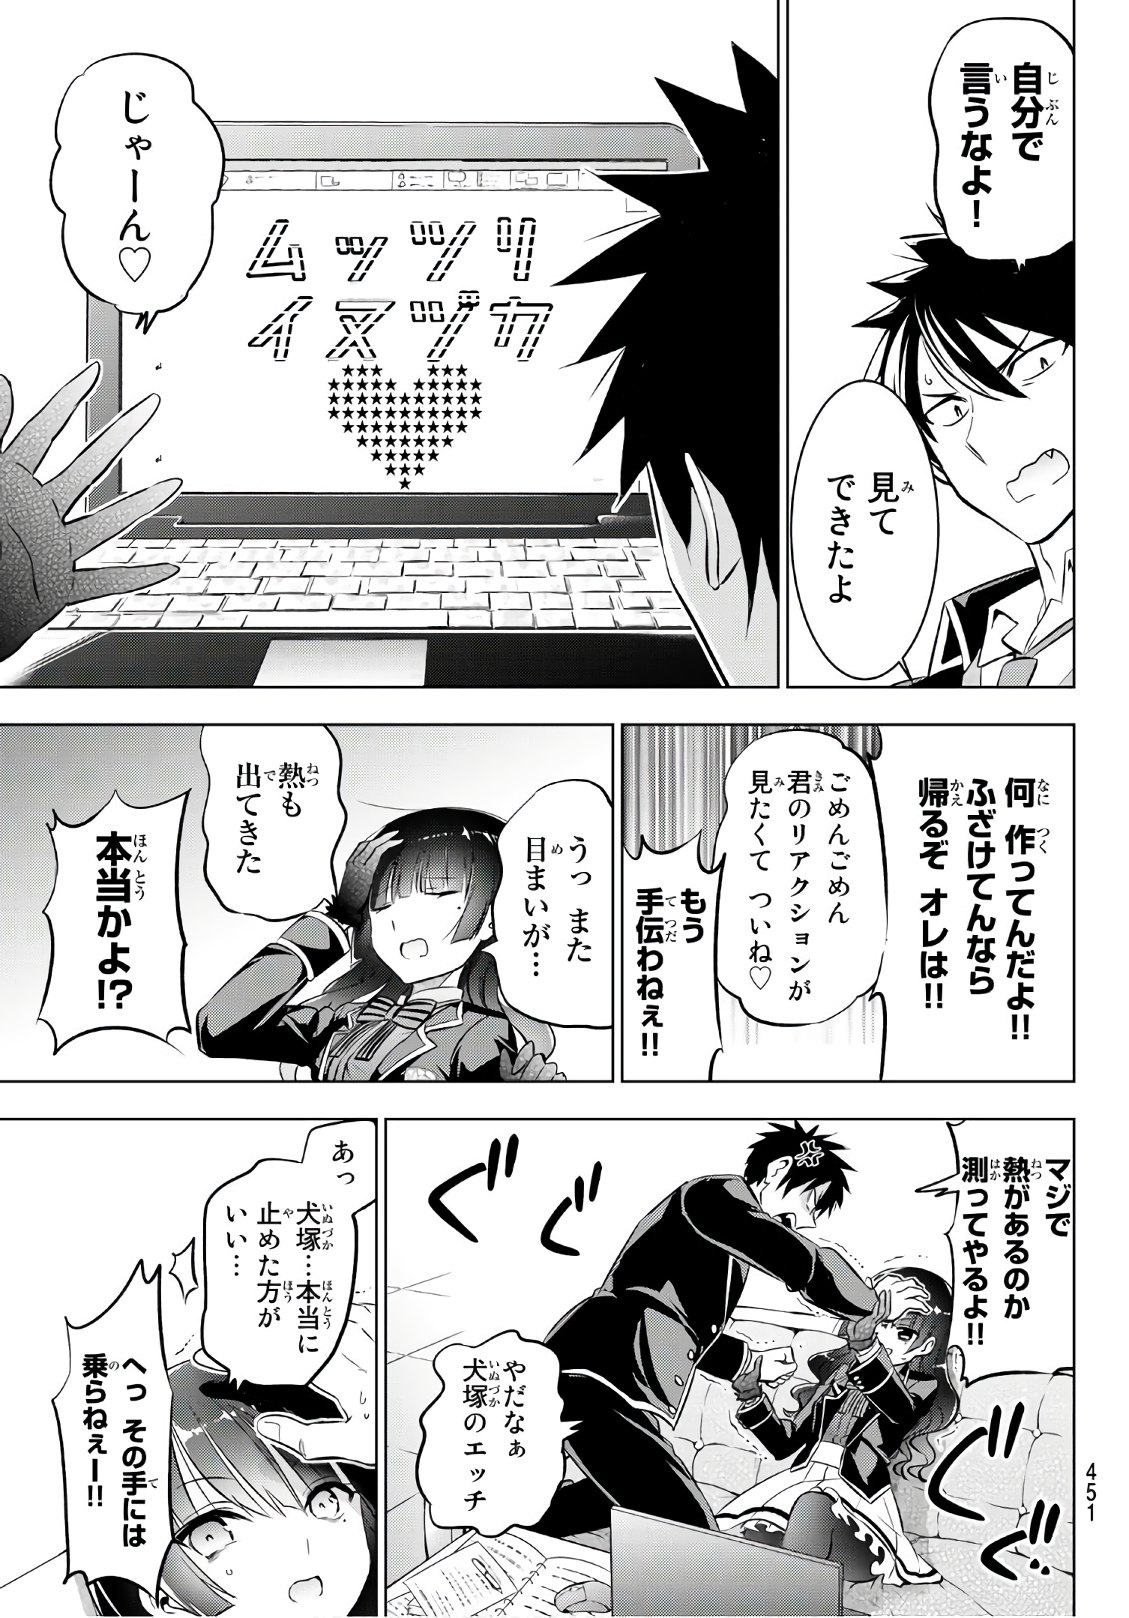 自分で
言うなよ！
見て
できたよ
じゃーん♡
ムッツリ
イヌヅカ
何 作ってんだよ!!
ふざけてんなら
帰るぞ オレは!!
ごめんごめん
君のリアクションが
見たくて ついね♡
もう
手伝わねぇ!!
うっ また
目まいが…
熱も
出てきた
本当かよ!?
マジで
熱があるのか
測ってやるよ!!
ぐぐぐ
ぐぐぐ
やだなぁ
犬塚のエッチ
あっ
犬塚…本当に
止めた方が
いい…
へっ その手には
乗らねぇー!!
451